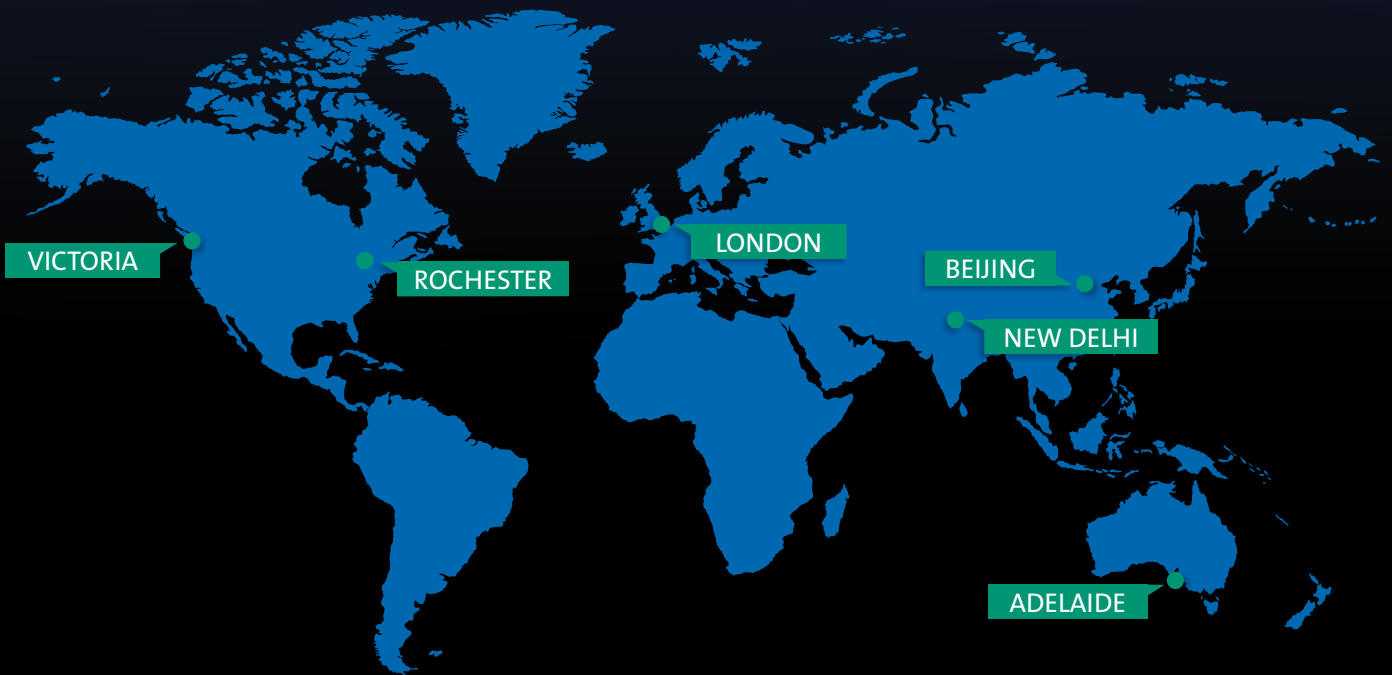 LONDON
VICTORIA
BEIJING
ROCHESTER
NEW DELHI
ADELAIDE